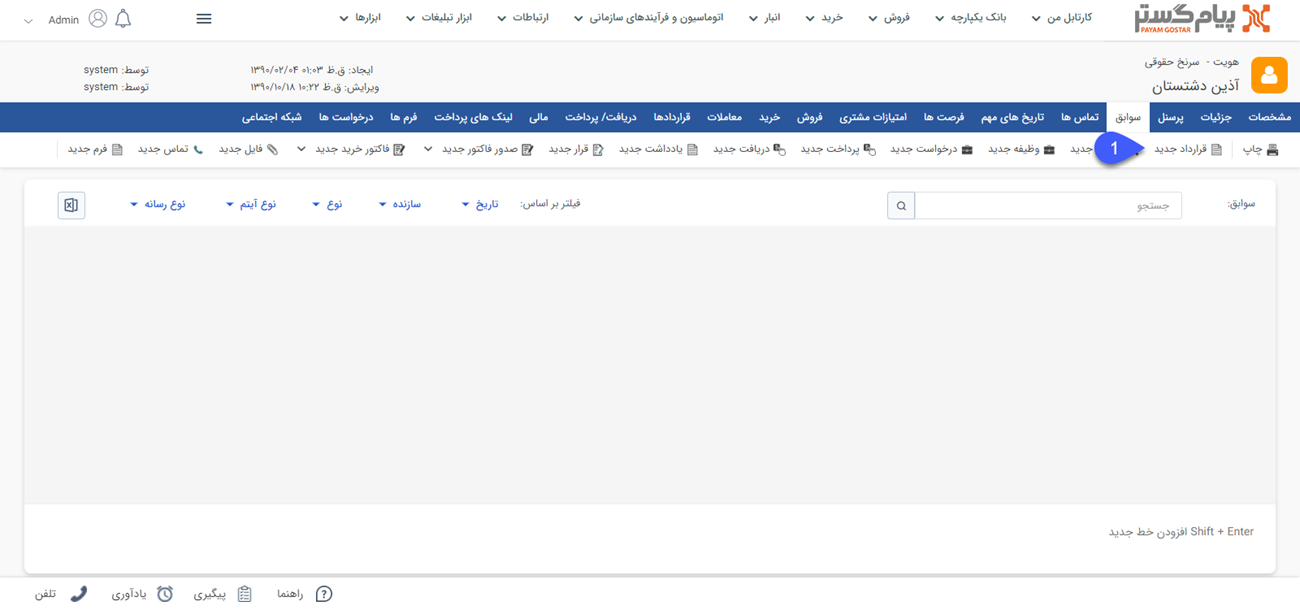 پیام گستر کارتابل من بانک یکپارچه فروش خرید انبار اتوماسیون و فرآیندهای سازمانی ارتباطات ابزار تبلیغات ابزارها Admin
PAYAM GOSTAR
هویت - سرنخ حقوقی
ایجاد: ق.ظ ۰۱:۰۳ ۱۳۹۰/۰۲/۰۴ توسط: system
آذین دشتستان
ویرایش: ق.ظ ۱۰:۲۲ ۱۳۹۰/۱۰/۱۸ توسط: system
مشخصات جزئیات پرسنل سوابق تماس ها تاریخ های مهم فرصت ها امتیازات مشتری فروش خرید معاملات قراردادها دریافت/ پرداخت مالی لینک های پرداخت فرم ها درخواست ها شبکه اجتماعی
چاپ قرارداد جدید 1 جدید وظیفه جدید درخواست جدید پرداخت جدید دریافت جدید یادداشت جدید قرار جدید صدور فاکتور جدید فاکتور خرید جدید فایل جدید تماس جدید فرم جدید
سوابق: جستجو فیلتر بر اساس: تاریخ سازنده نوع نوع آیتم نوع رسانه
Shift + Enter افزودن خط جدید
راهنما پیگیری یادآوری تلفن